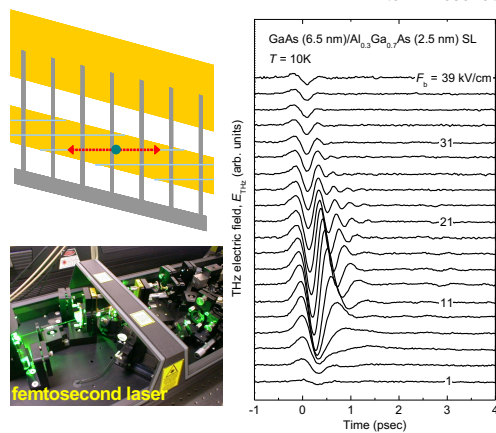 GaAs (6.5 nm)/Al0.3Ga0.7As (2.5 nm) SL
T = 10K
Fb = 39 kV/cm
31
21
11
1
THz electric field, ETHz (arb. units)
-1 0 1 2 3 4
Time (psec)
femtosecond laser